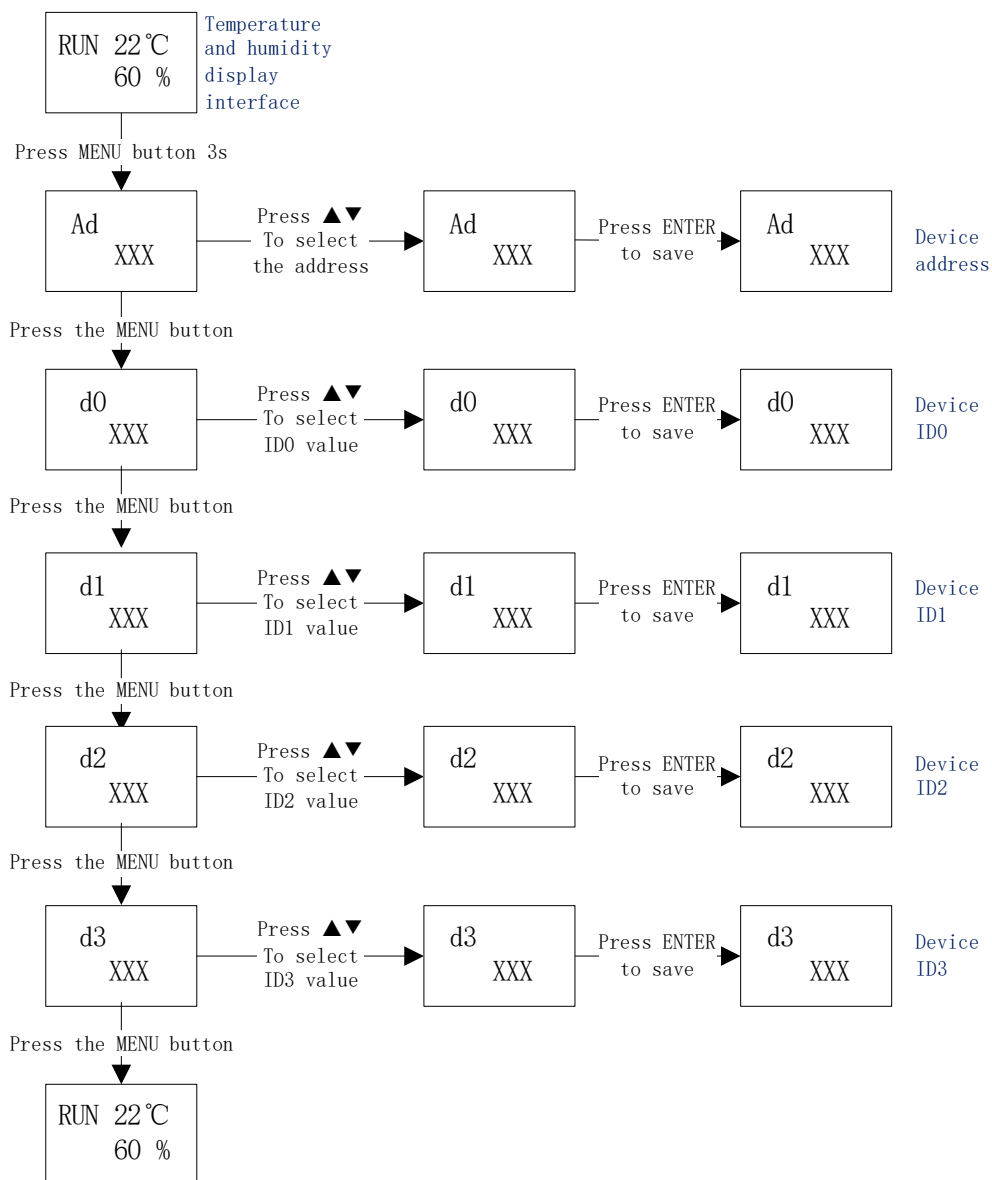 RUN 22℃
60 %
Temperature
and humidity
display
interface
Press MENU button 3s
Ad
XXX
Press ▲▼
To select
the address
Ad
XXX
Press ENTER
to save
Ad
XXX
Device
address
Press the MENU button
d0
XXX
Press ▲▼
To select
ID0 value
d0
XXX
Press ENTER
to save
d0
XXX
Device
ID0
Press the MENU button
d1
XXX
Press ▲▼
To select
ID1 value
d1
XXX
Press ENTER
to save
d1
XXX
Device
ID1
Press the MENU button
d2
XXX
Press ▲▼
To select
ID2 value
d2
XXX
Press ENTER
to save
d2
XXX
Device
ID2
Press the MENU button
d3
XXX
Press ▲▼
To select
ID3 value
d3
XXX
Press ENTER
to save
d3
XXX
Device
ID3
Press the MENU button
RUN 22℃
60 %